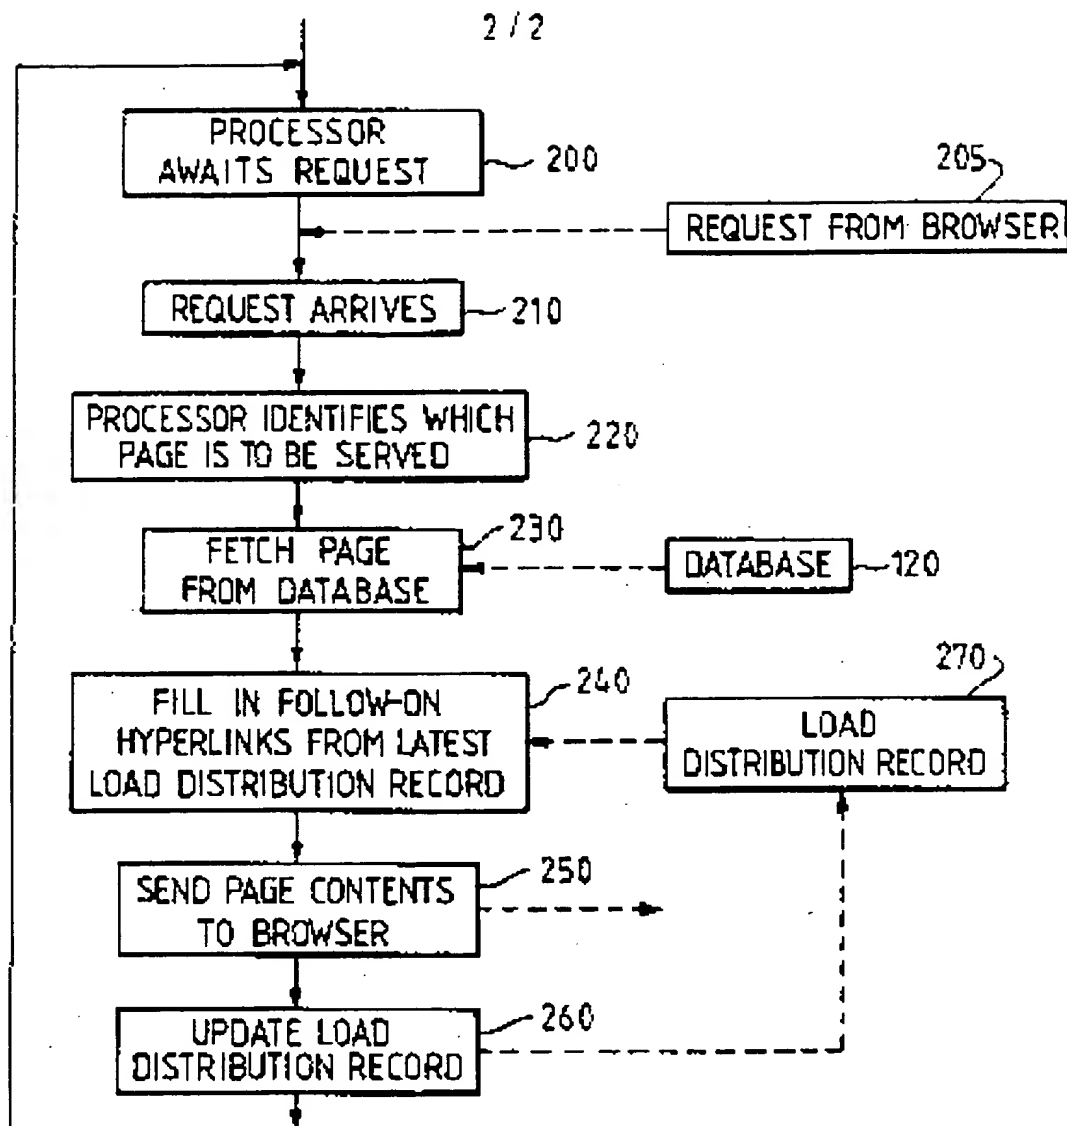 2 / 2
PROCESSOR
AWAITS REQUEST
200
205
REQUEST FROM BROWSER
REQUEST ARRIVES
210
PROCESSOR IDENTIFIES WHICH
PAGE IS TO BE SERVED
220
230
FETCH PAGE
FROM DATABASE
DATABASE
120
240
FILL IN FOLLOW-ON
HYPERLINKS FROM LATEST
LOAD DISTRIBUTION RECORD
270
LOAD
DISTRIBUTION RECORD
250
SEND PAGE CONTENTS
TO BROWSER
260
UPDATE LOAD
DISTRIBUTION RECORD